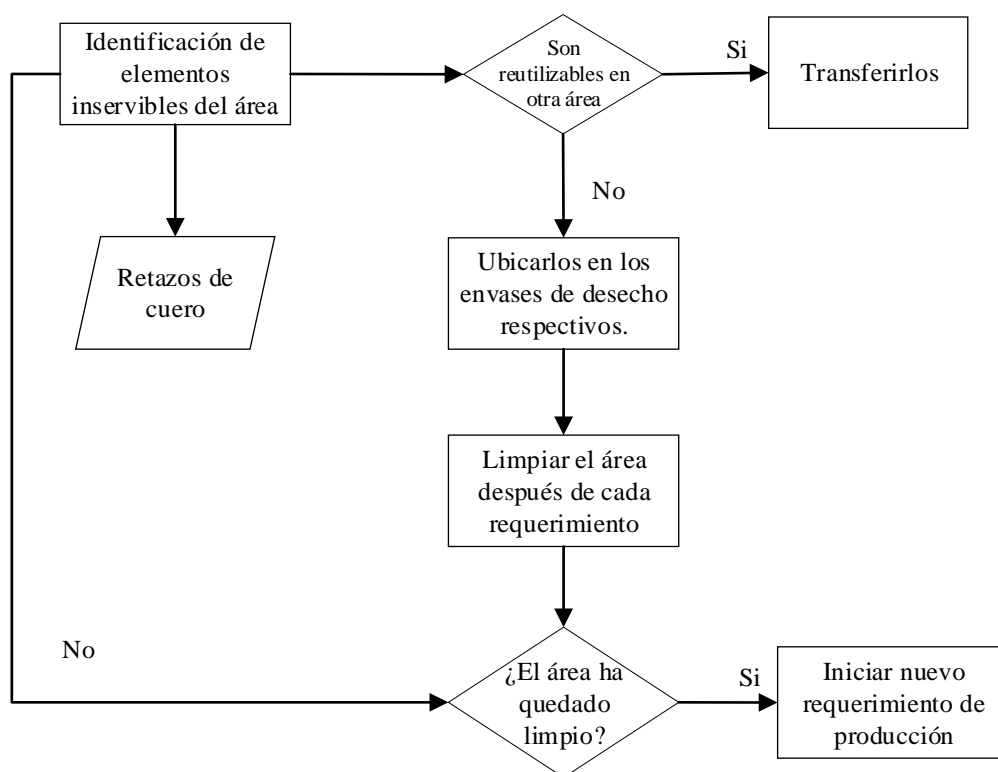 Identificación de
elementos
inservibles del área
Son
reutilizables en
otra área
Si
Transferirlos
No
Retazos de
cuero
Ubicarlos en los
envases de desecho
respectivos.
Limpiar el área
después de cada
requerimiento
No
¿El área ha
quedado
limpio?
Si
Iniciar nuevo
requerimiento de
producción